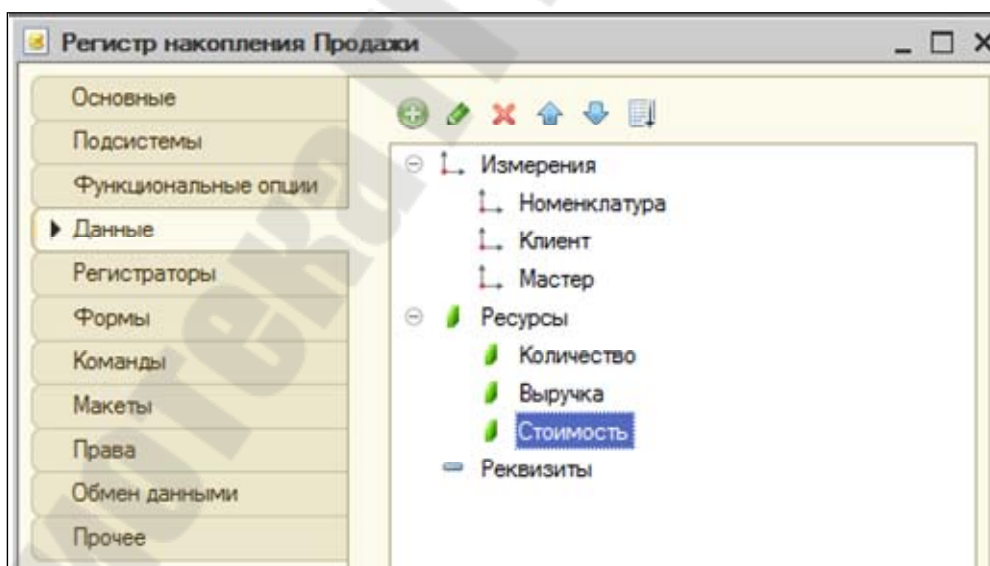 Регистр накопления Продажи
Основные
Подсистемы
Функциональные опции
Данные
Регистраторы
Формы
Команды
Макеты
Права
Обмен данными
Прочее
Измерения
Номенклатура
Клиент
Мастер
Ресурсы
Количество
Выручка
Стоимость
Реквизиты